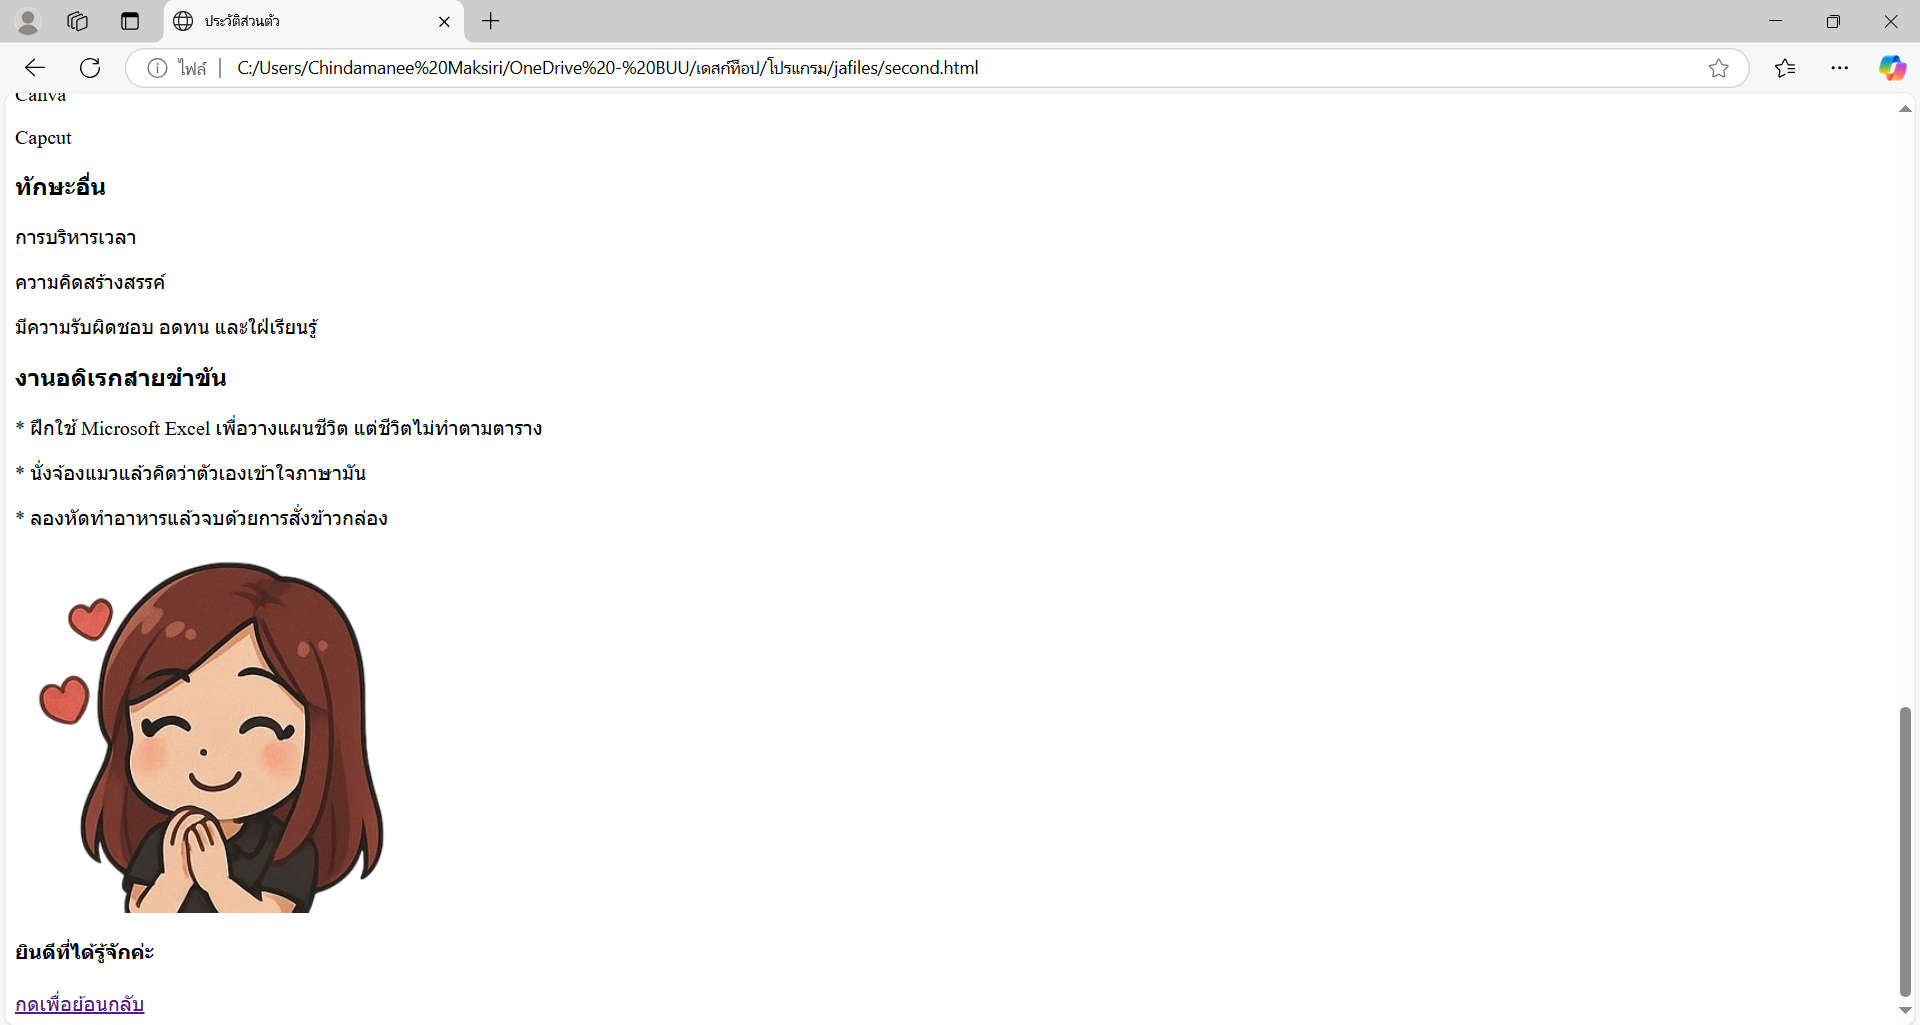 ประวัติส่วนตัว
ไฟล์
C:/Users/Chindamanee%20Maksiri/OneDrive%20-%20BUU/เดสก์ท็อป/โปรแกรม/jafiles/second.html
Canva
Capcut
ทักษะอื่น
การบริหารเวลา
ความคิดสร้างสรรค์
มีความรับผิดชอบ อดทน และใฝ่เรียนรู้
งานอดิเรกสายขำขัน
* ฝึกใช้ Microsoft Excel เพื่อวางแผนชีวิต แต่ชีวิตไม่ทำตามตาราง
* นั่งจ้องแมวแล้วคิดว่าตัวเองเข้าใจภาษามัน
* ลองหัดทำอาหารแล้วจบด้วยการสั่งข้าวกล่อง
ยินดีที่ได้รู้จักค่ะ
กดเพื่อย้อนกลับ